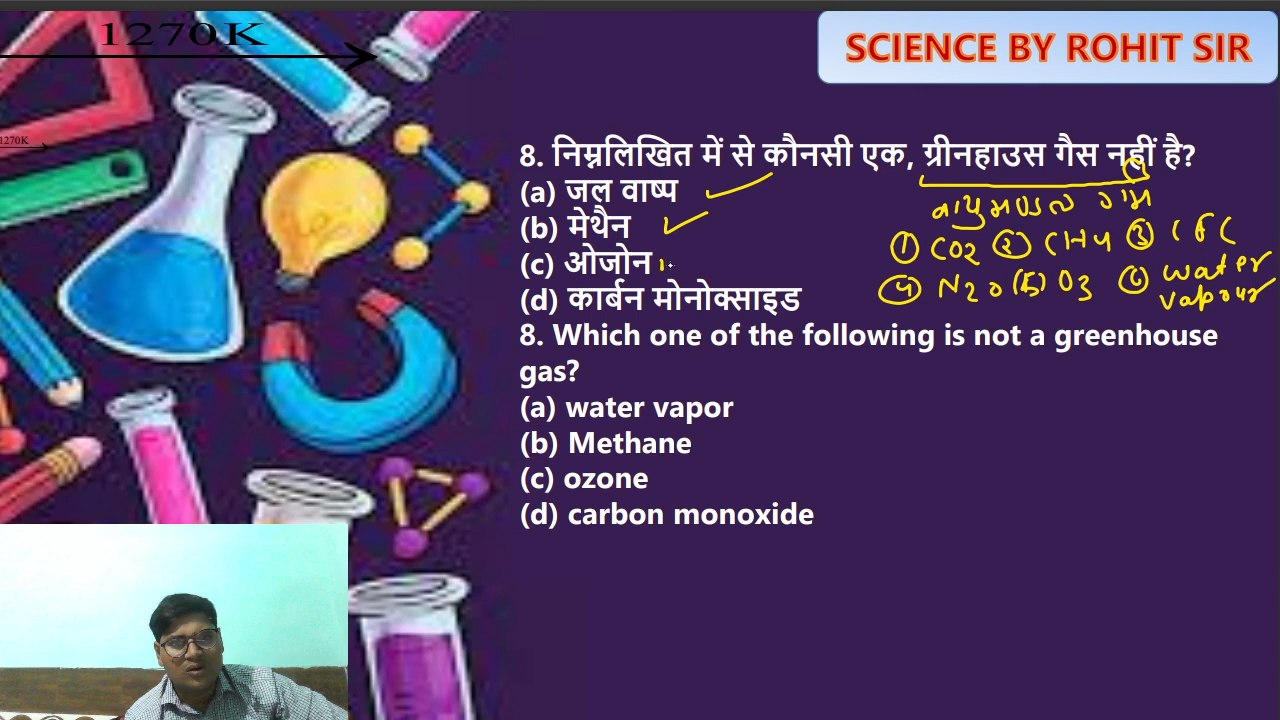 1270K
SCIENCE BY ROHIT SIR
1270K
8. निम्नलिखित में से कौनसी एक, ग्रीनहाउस गैस नहीं है?
(a) जल वाष्प
(b) मेथैन
(c) ओजोन
(d) कार्बन मोनोक्साइड
① CO2 ② CH4 ③ CFC
④ N2O ⑤ O3 ⑥ water
vapour
8. Which one of the following is not a greenhouse
gas?
(a) water vapor
(b) Methane
(c) ozone
(d) carbon monoxide